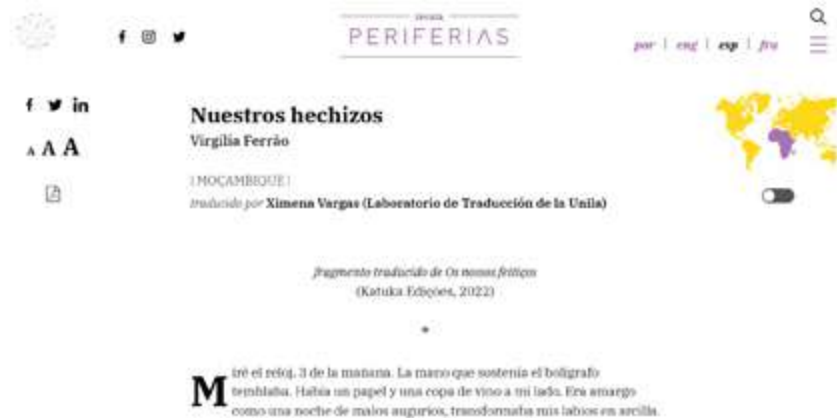 revista
PERIFERIAS
por | eng | esp | fra
f in
A A A
Nuestros hechizos
Virgília Ferrão
| MOÇAMBIQUE |
traducido por Ximena Vargas (Laboratorio de Traducción de la Unila)
fragmento traducido de Os nossos feitiços
(Katuka Edições, 2022)
*
Miré el reloj. 3 de la mañana. La mano que sostenía el bolígrafo
temblaba. Había un papel y una copa de vino a mi lado. Era amargo
como una noche de malos augurios, transformaba mis labios en arcilla.